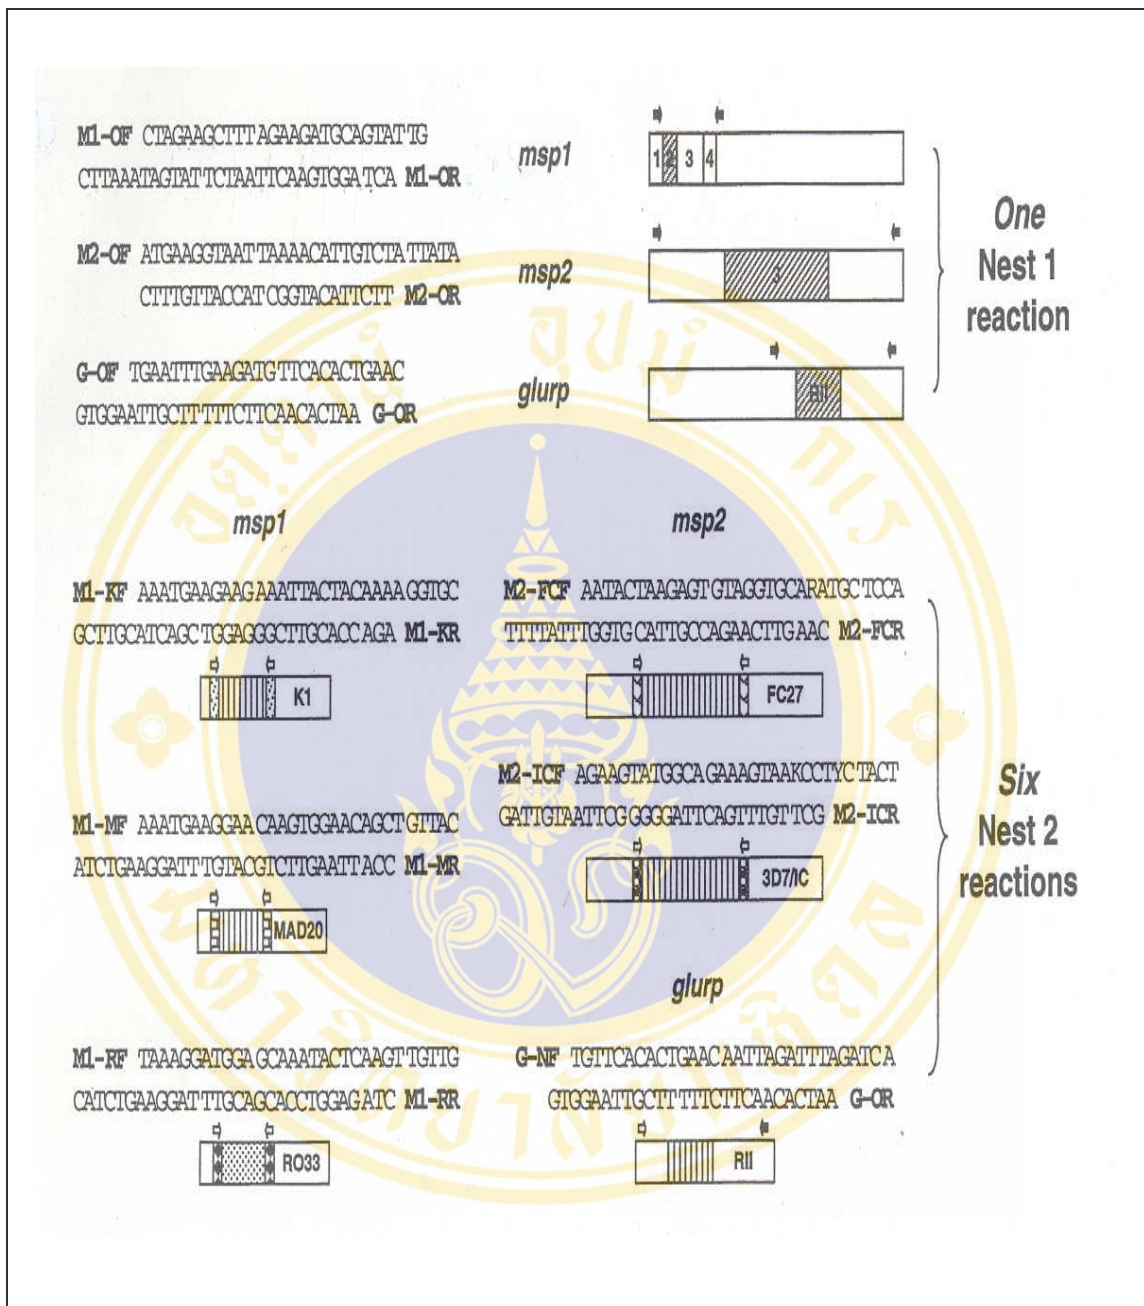 M1-OF CTAGAAGCTTTAGAAGATGCAGTATTG
CTTAAATAGTATTCTAATTCAAGTGGATCA M1-OR
msp1
1 2 3 4
M2-OF ATGAAGGTAATTAAAACATTGTCTATTATA
CTTTGTTACCATCGGTACATTCTT M2-OR
msp2
3
G-OF TGAATTTGAAGATGTTCACACTGAAC
GTGGAATTGCTTTTTCTTCAACACTAA G-OR
glurp
RII
One
Nest 1
reaction
msp1
M1-KF AAATGAAGAAGAAATTACTACAAAAGGTGC
GCTTGCATCAGCTGGAGGGCTTGCACCAGA M1-KR
K1
M1-MF AAATGAAGGAACAAGTGGAACAGCTGTTAC
ATCTGAAGGATTTGTACGTCTTGAATTACC M1-MR
MAD20
M1-RF TAAAGGATGGAGCAAATACTCAAGTTGTTG
CATCTGAAGGATTTGCAGCACCTGGAGATC M1-RR
RO33
msp2
M2-FCF AATACTAAGAGTGTAGGTGCARATGCTCCA
TTTTATTTGGTGCATTGCCAGAACTTGAAC M2-FCR
FC27
M2-ICF AGAAGTATGGCAGAAAGTAAKCCTYCTACT
GATTGTAATTCGGGGGATTCAGTTTGTTCG M2-ICR
3D7/IC
glurp
G-NF TGTTCACACTGAACAATTAGATTTAGATCA
GTGGAATTGCTTTTTCTTCAACACTAA G-OR
RII
Six
Nest 2
reactions